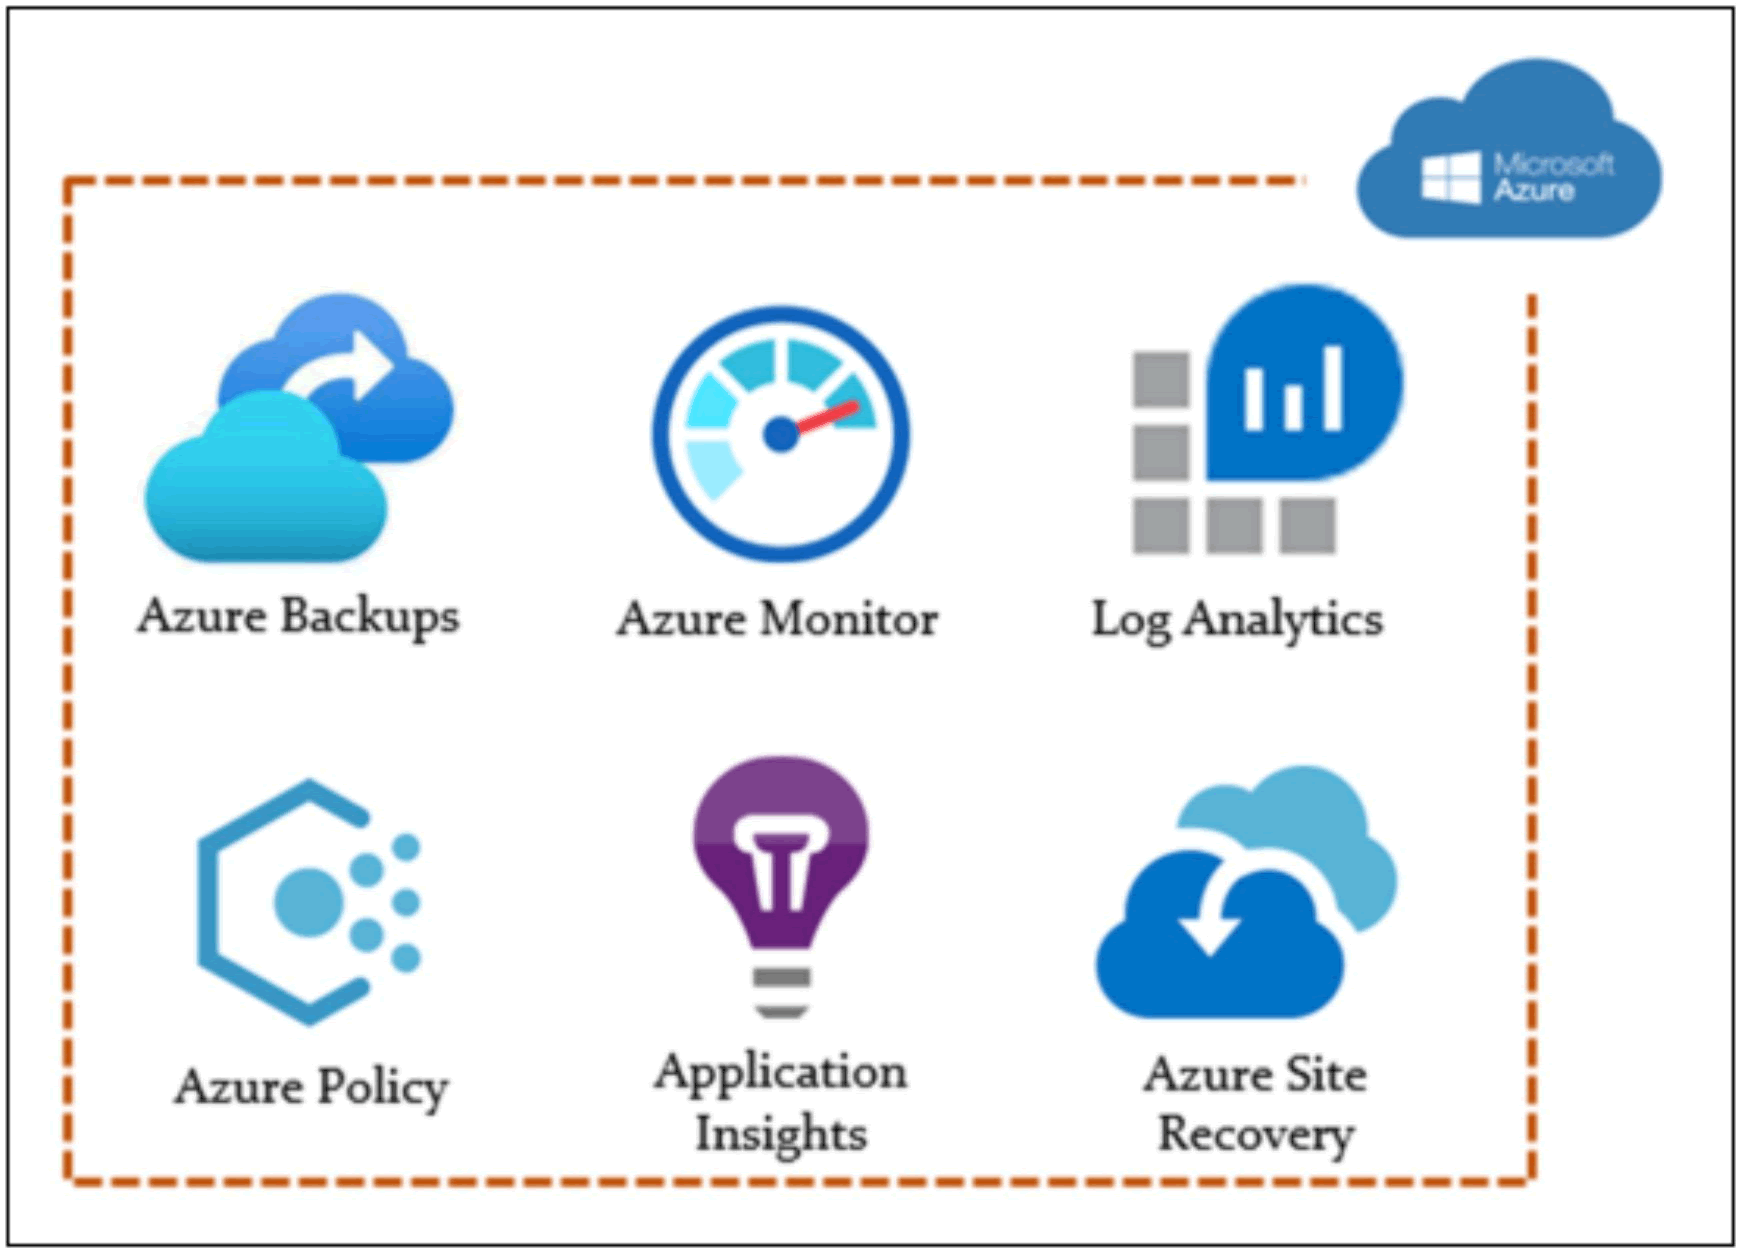 Microsoft
Azure
Azure Backups
Azure Monitor
Log Analytics
Azure Policy
Application
Insights
Azure Site
Recovery